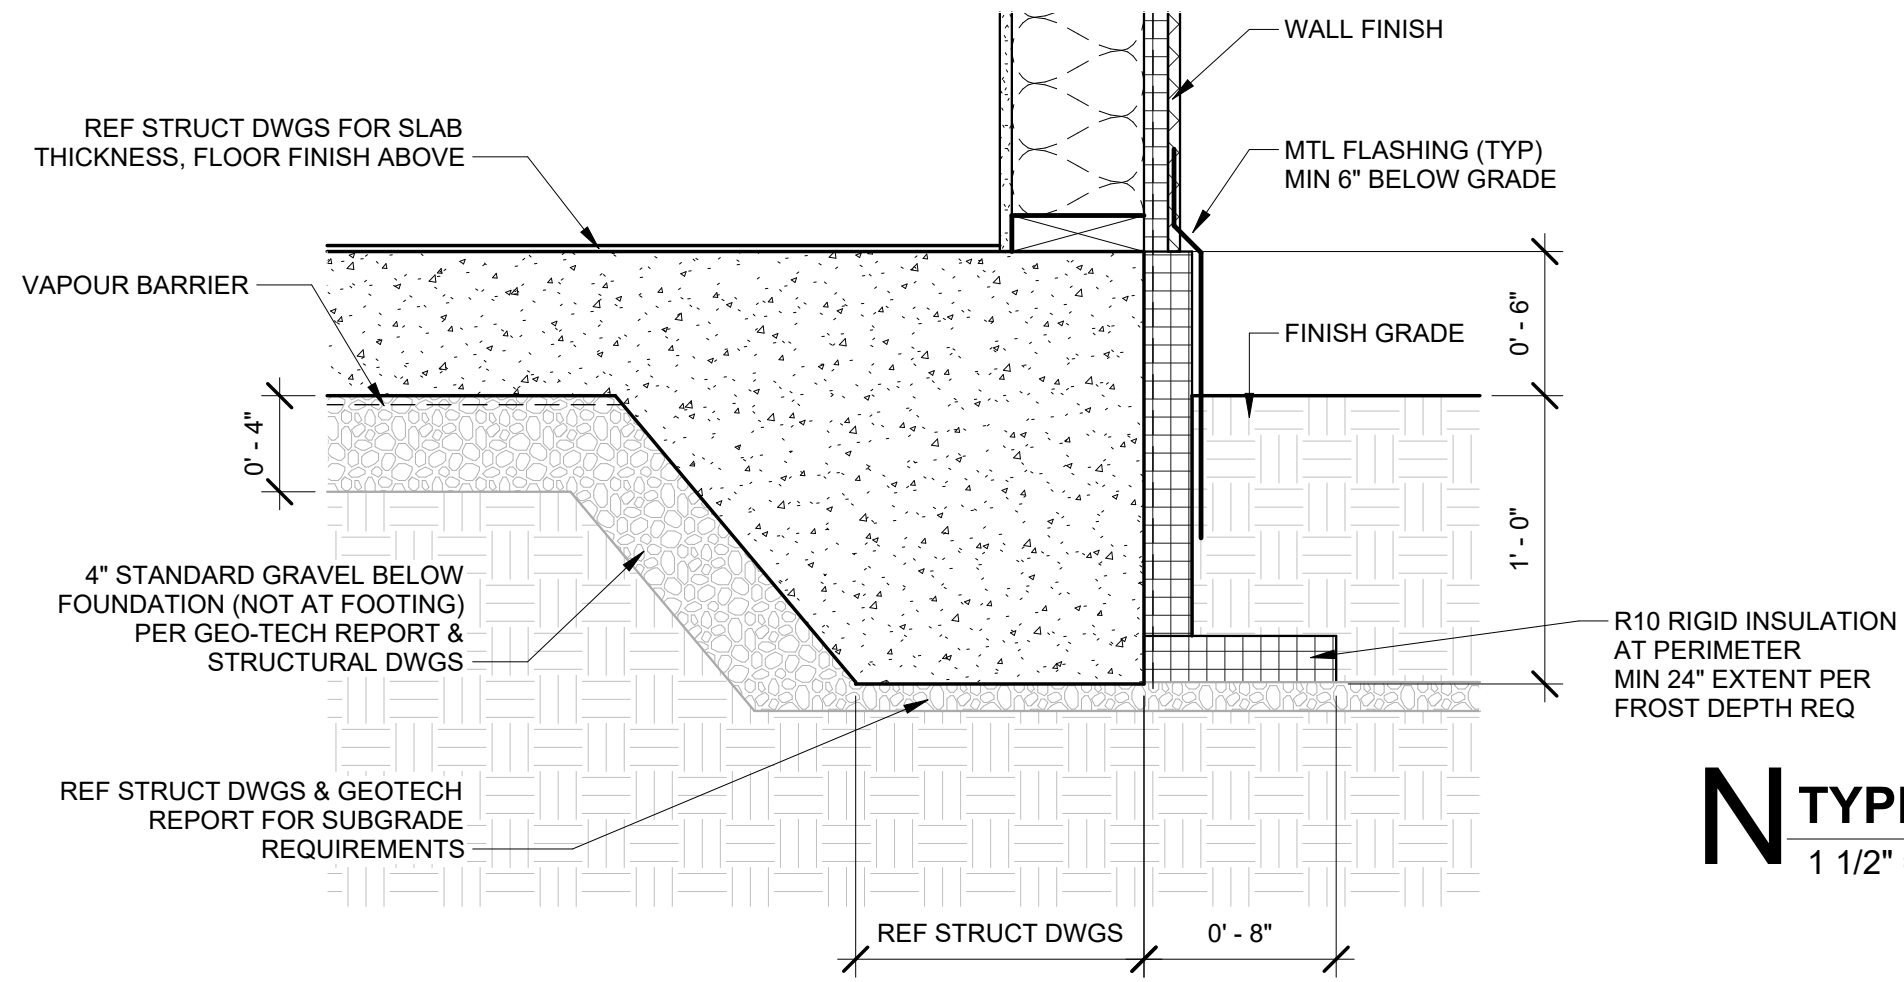 WALL FINISH
REF STRUCT DWGS FOR SLAB
THICKNESS, FLOOR FINISH ABOVE
MTL FLASHING (TYP)
MIN 6" BELOW GRADE
VAPOUR BARRIER
0' - 6"
FINISH GRADE
0' - 4"
1' - 0"
4" STANDARD GRAVEL BELOW
FOUNDATION (NOT AT FOOTING)
PER GEO-TECH REPORT &
STRUCTURAL DWGS
R10 RIGID INSULATION
AT PERIMETER
MIN 24" EXTENT PER
FROST DEPTH REQ
REF STRUCT DWGS & GEOTECH
REPORT FOR SUBGRADE
REQUIREMENTS
N
1 1/2"
REF STRUCT DWGS
0' - 8"